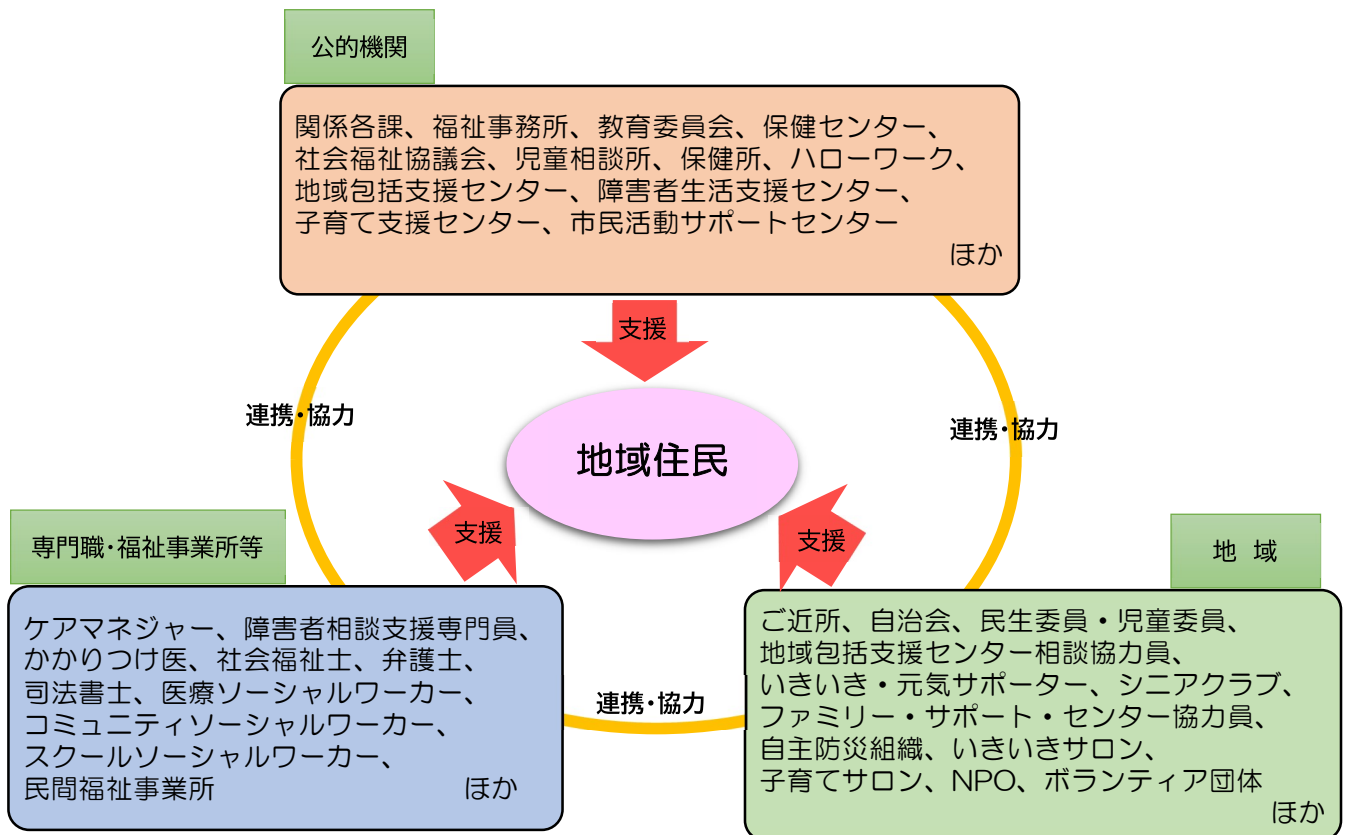 公的機関
関係各課、福祉事務所、教育委員会、保健センター、
社会福祉協議会、児童相談所、保健所、ハローワーク、
地域包括支援センター、障害者生活支援センター、
子育て支援センター、市民活動サポートセンター
ほか
支援
連携・協力
連携・協力
地域住民
専門職・福祉事業所等
支援
支援
地 域
ケアマネジャー、障害者相談支援専門員、
かかりつけ医、社会福祉士、弁護士、
司法書士、医療ソーシャルワーカー、
コミュニティソーシャルワーカー、
スクールソーシャルワーカー、
民間福祉事業所 ほか
連携・協力
ご近所、自治会、民生委員・児童委員、
地域包括支援センター相談協力員、
いきいき・元気サポーター、シニアクラブ、
ファミリー・サポート・センター協力員、
自主防災組織、いきいきサロン、
子育てサロン、NPO、ボランティア団体
ほか